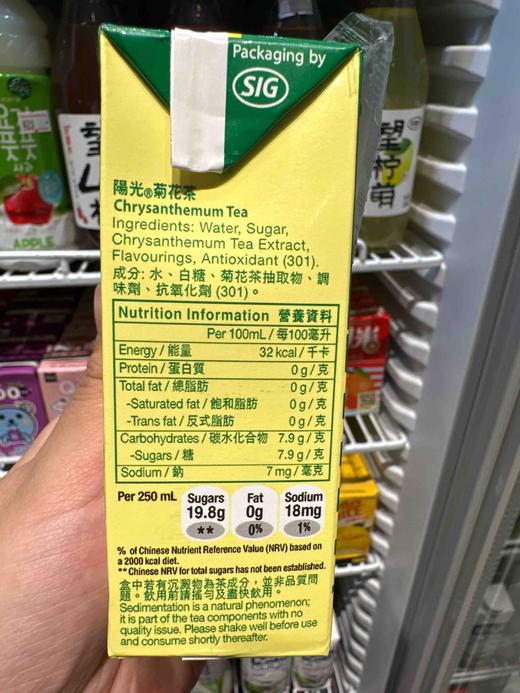 Packaging by
SIG
陽光®菊花茶
Chrysanthemum Tea
Ingredients: Water, Sugar,
Chrysanthemum Tea Extract,
Flavourings, Antioxidant (301).
成分: 水、白糖、菊花茶抽取物、調
味劑、抗氧化劑 (301)。
Nutrition Information 營養資料
Per 100mL / 每100毫升
Energy / 能量 32 kcal / 千卡
Protein / 蛋白質 0 g / 克
Total fat / 總脂肪 0 g / 克
-Saturated fat / 飽和脂肪 0 g / 克
-Trans fat / 反式脂肪 0 g / 克
Carbohydrates / 碳水化合物 7.9 g / 克
-Sugars / 糖 7.9 g / 克
Sodium / 鈉 7 mg / 毫克
Per 250 mL Sugars 19.8g ** Fat 0g 0% Sodium 18mg 1%
% of Chinese Nutrient Reference Value (NRV) based on
a 2000 kcal diet.
** Chinese NRV for total sugars has not been established.
盒中若有沉澱物為茶成分，並非品質問
題。飲用前請搖勻及盡快飲用。
Sedimentation is a natural phenomenon;
it is part of the tea components with no
quality issue. Please shake well before use
and consume shortly thereafter.
APPLE
望
柠